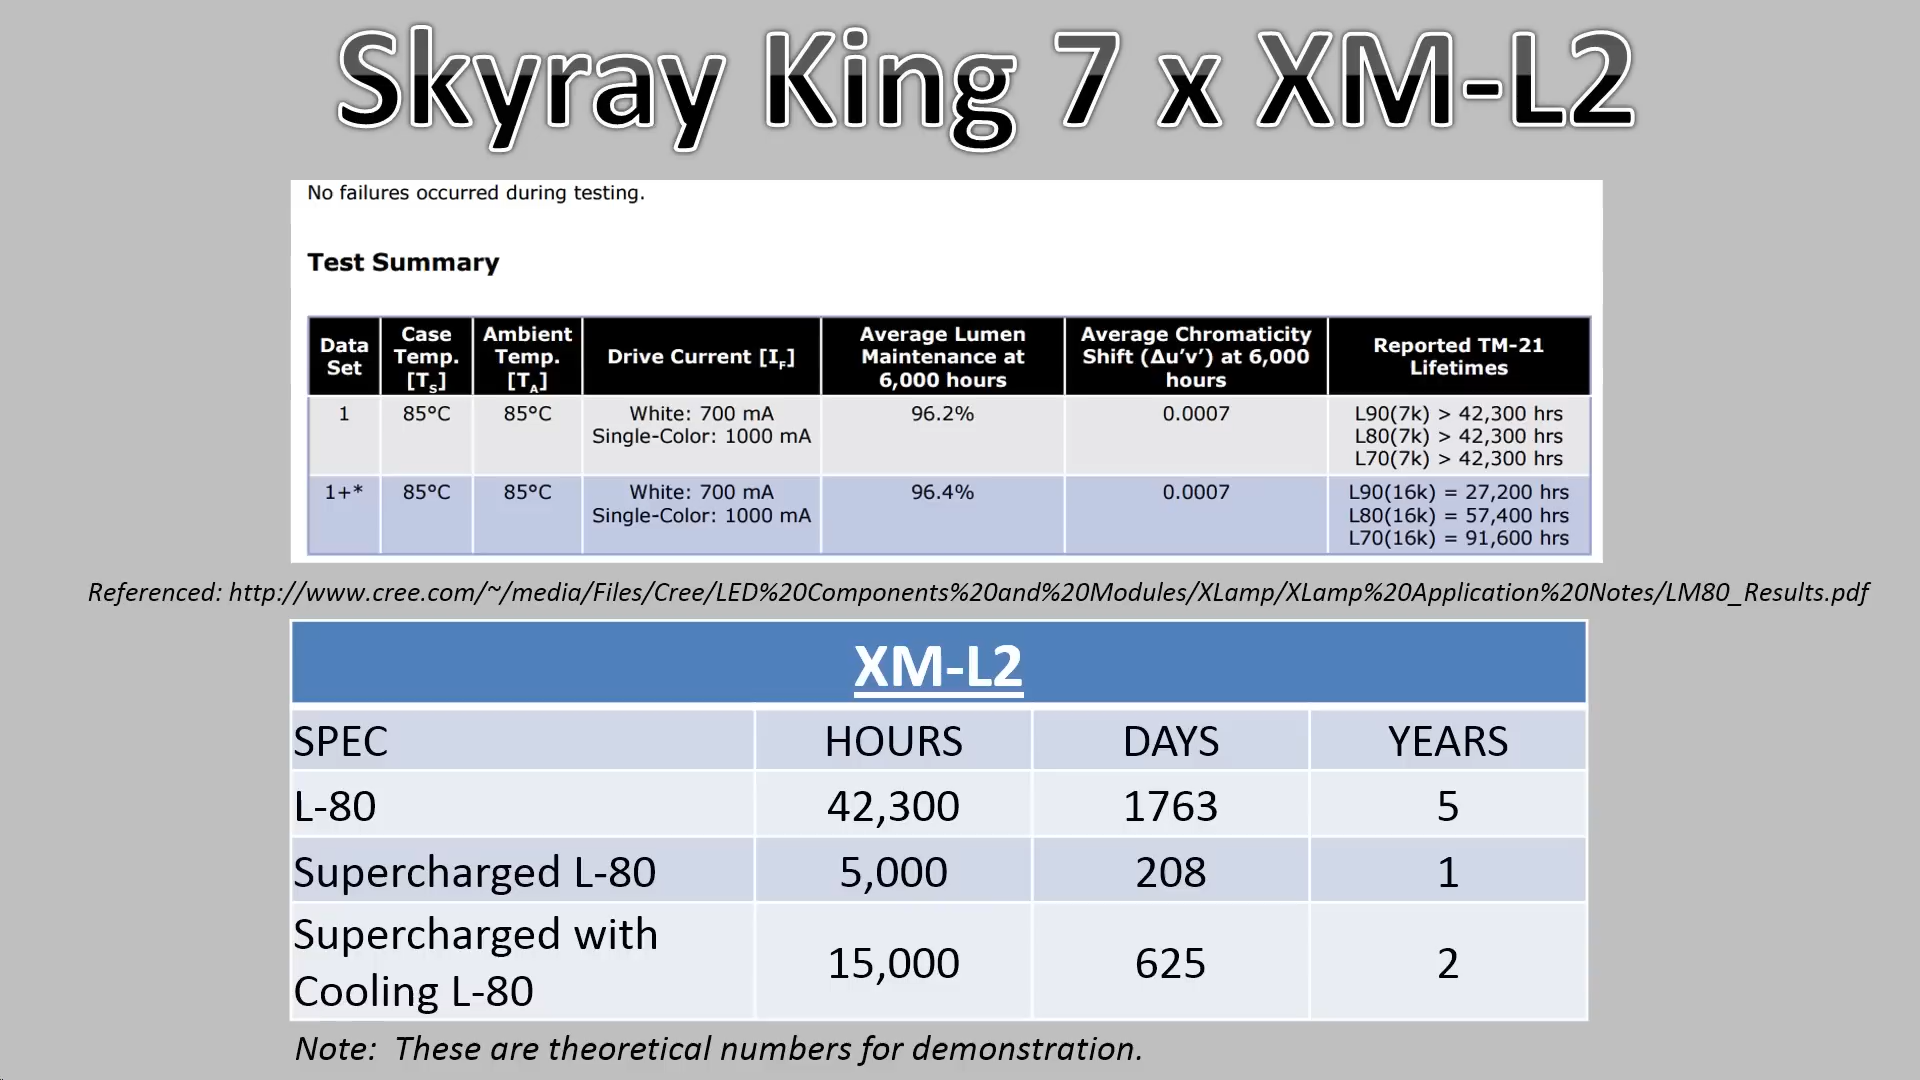 Skyray King 7 x XM-L2
No failures occurred during testing.
Test Summary
Data Set | Case Temp. [TS] | Ambient Temp. [TA] | Drive Current [IF] | Average Lumen Maintenance at 6,000 hours | Average Chromaticity Shift (Δu’v’) at 6,000 hours | Reported TM-21 Lifetimes
1 | 85°C | 85°C | White: 700 mA Single-Color: 1000 mA | 96.2% | 0.0007 | L90(7k) > 42,300 hrs L80(7k) > 42,300 hrs L70(7k) > 42,300 hrs
1+* | 85°C | 85°C | White: 700 mA Single-Color: 1000 mA | 96.4% | 0.0007 | L90(16k) = 27,200 hrs L80(16k) = 57,400 hrs L70(16k) = 91,600 hrs
Referenced: http://www.cree.com/~/media/Files/Cree/LED%20Components%20and%20Modules/XLamp/XLamp%20Application%20Notes/LM80_Results.pdf
XM-L2
SPEC | HOURS | DAYS | YEARS
L-80 | 42,300 | 1763 | 5
Supercharged L-80 | 5,000 | 208 | 1
Supercharged with Cooling L-80 | 15,000 | 625 | 2
Note: These are theoretical numbers for demonstration.